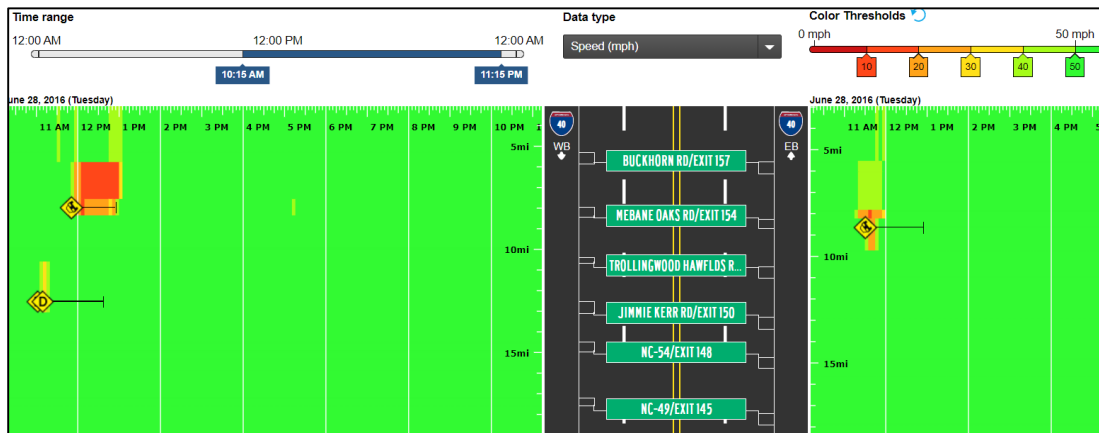 Time range
Data type
Color Thresholds
12:00 AM
12:00 PM
12:00 AM
10:15 AM
11:15 PM
Speed (mph)
0 mph
50 mph
10
20
30
40
50
une 28, 2016 (Tuesday)
June 28, 2016 (Tuesday)
11 AM
12 PM
1 PM
2 PM
3 PM
4 PM
5 PM
6 PM
7 PM
8 PM
9 PM
10 PM
5mi
10mi
15mi
D
40
WB
40
EB
BUCKHORN RD/EXIT 157
MEBANE OAKS RD/EXIT 154
TROLLINGWOOD HAWFLDS R...
JIMMIE KERR RD/EXIT 150
NC-54/EXIT 148
NC-49/EXIT 145
11 AM
12 PM
1 PM
2 PM
3 PM
4 PM
5mi
10mi
15mi